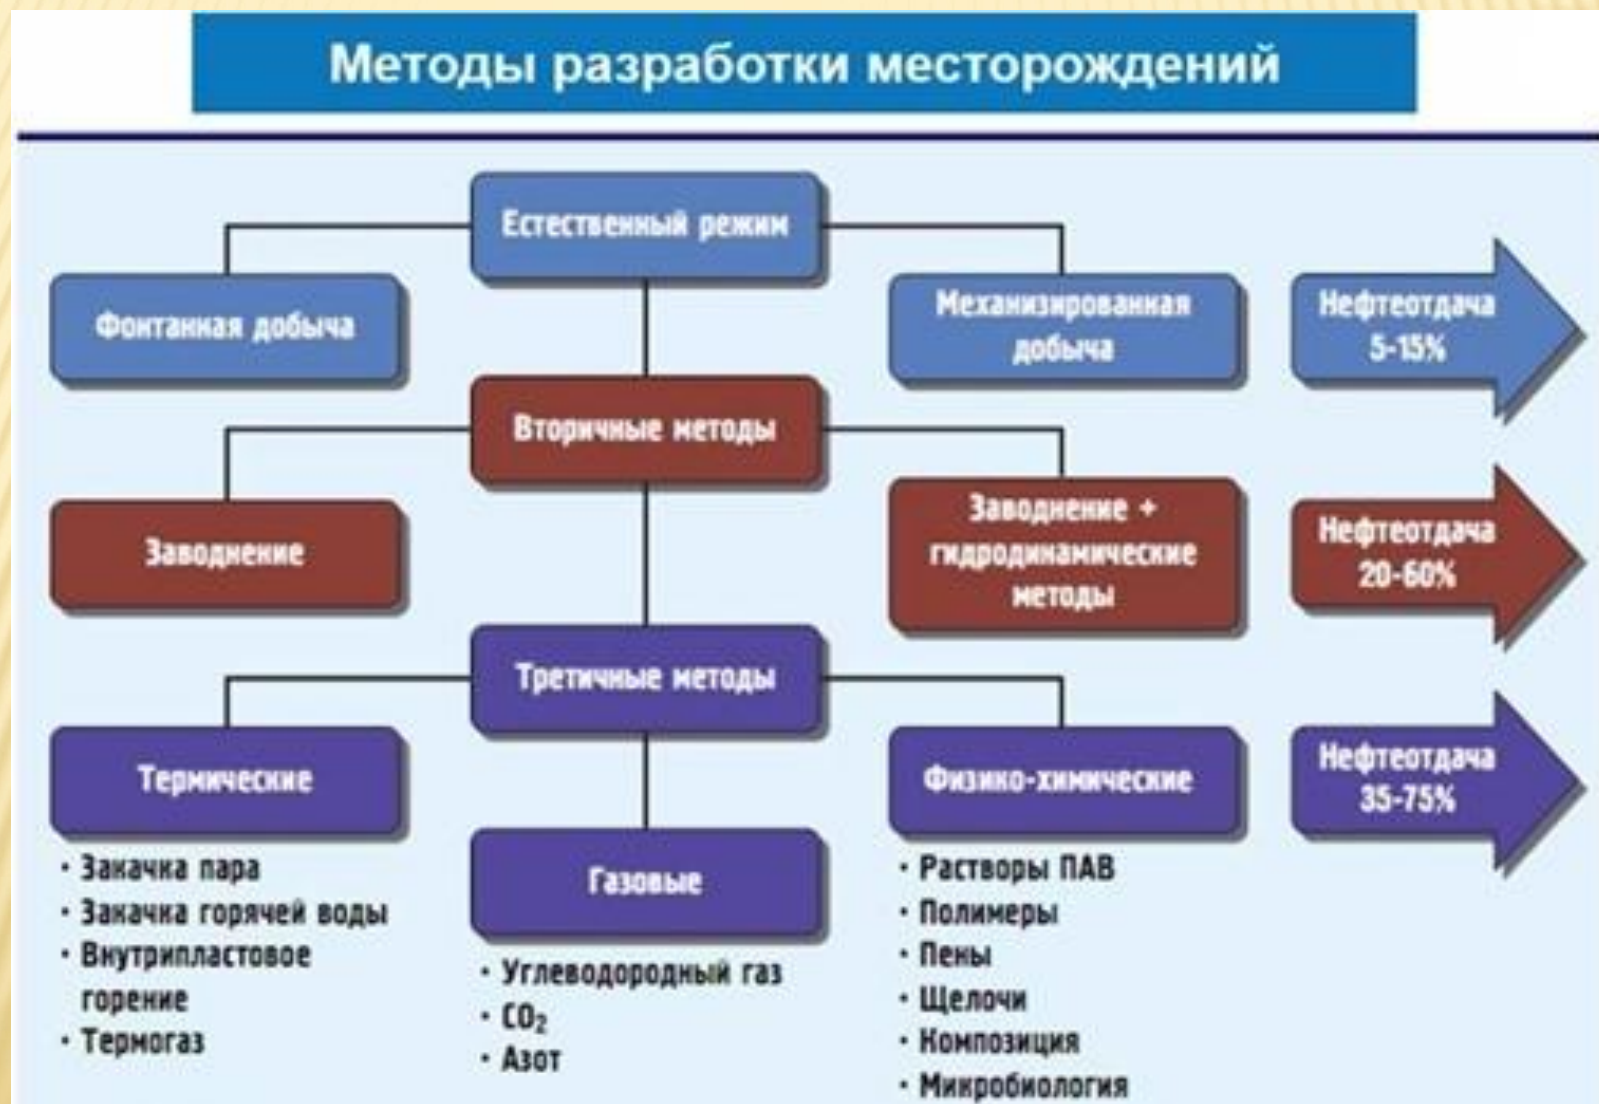 Методы разработки месторождений
Естественный режим
Фонтанная добыча
Механизированная
добыча
Нефтеотдача
5-15%
Вторичные методы
Заводнение
Заводнение +
гидродинамические
методы
Нефтеотдача
20-60%
Третичные методы
Термические
Физико-химические
Нефтеотдача
35-75%
• Закачка пара
• Закачка горячей воды
• Внутрипластовое
горение
• Термогаз
Газовые
• Углеводородный газ
• CO₂
• Азот
• Растворы ПАВ
• Полимеры
• Пены
• Щелочи
• Композиция
• Микробиология